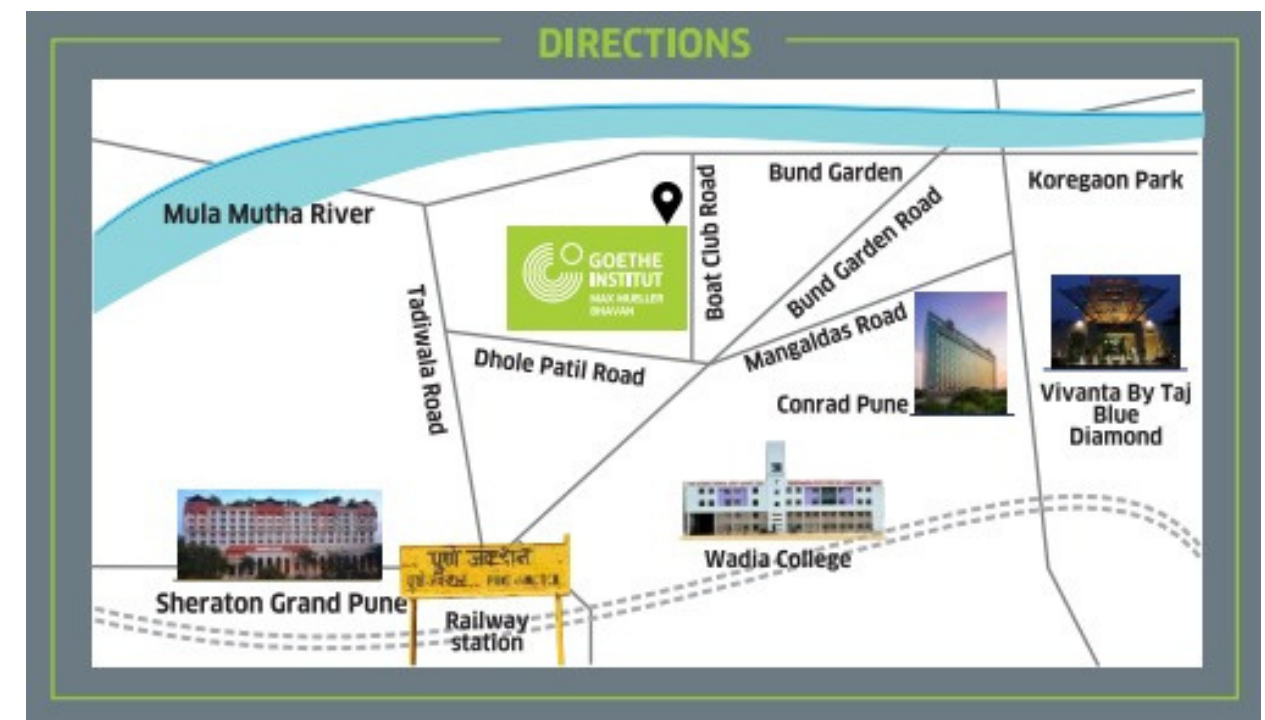 DIRECTIONS
Bund Garden
Koregaon Park
Mula Mutha River
Boat Club Road
Bund Garden Road
GOETHE
INSTITUT
MAX MUELLER
BHAVAN
Tadiwala Road
Mangaldas Road
Dhole Patil Road
Conrad Pune
Vivanta By Taj
Blue
Diamond
Wadia College
पुणे जंक्शन
Sheraton Grand Pune
Railway
station